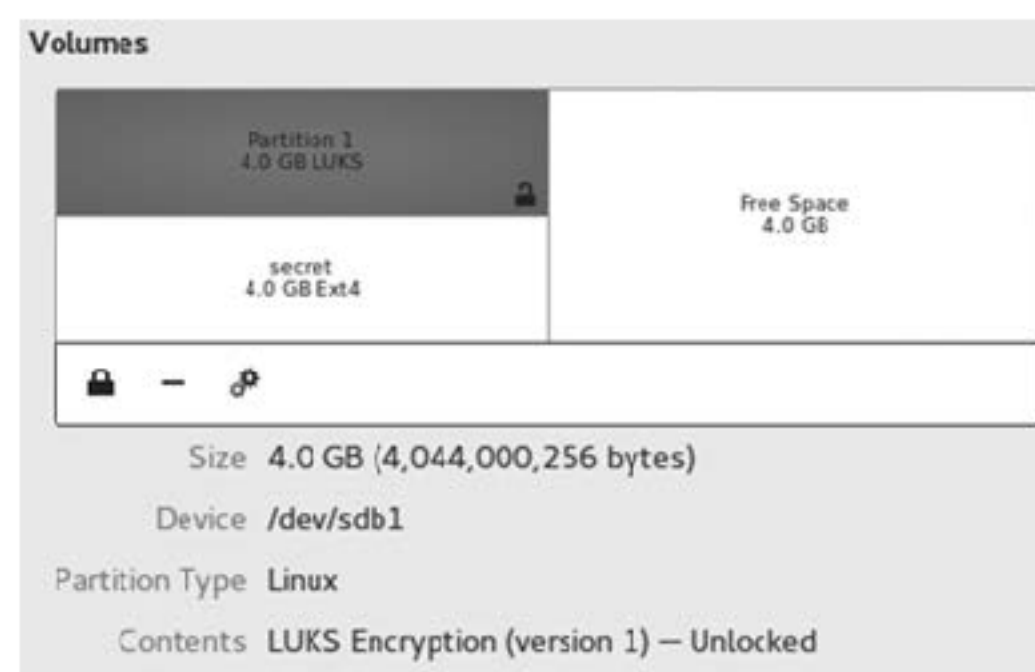 Volumes
Partition 1
4.0 GB LUKS
secret
4.0 GB Ext4
Free Space
4.0 GB
Size 4.0 GB (4,044,000,256 bytes)
Device /dev/sdb1
Partition Type Linux
Contents LUKS Encryption (version 1) — Unlocked